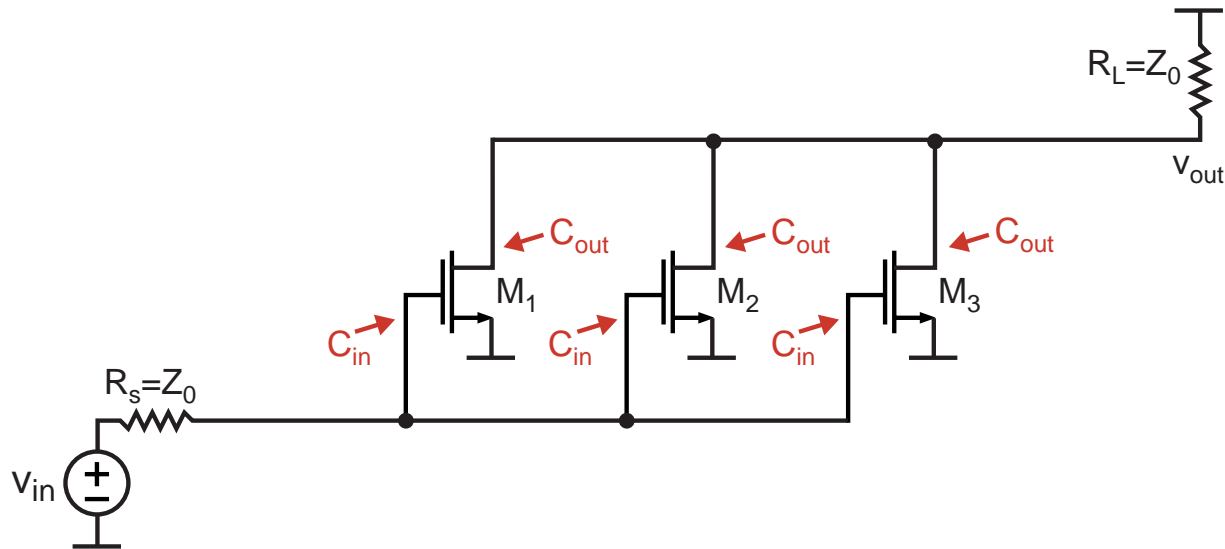 R_L=Z_0
v_out
C_out
C_out
C_out
M_1
M_2
M_3
C_in
C_in
C_in
R_s=Z_0
v_in